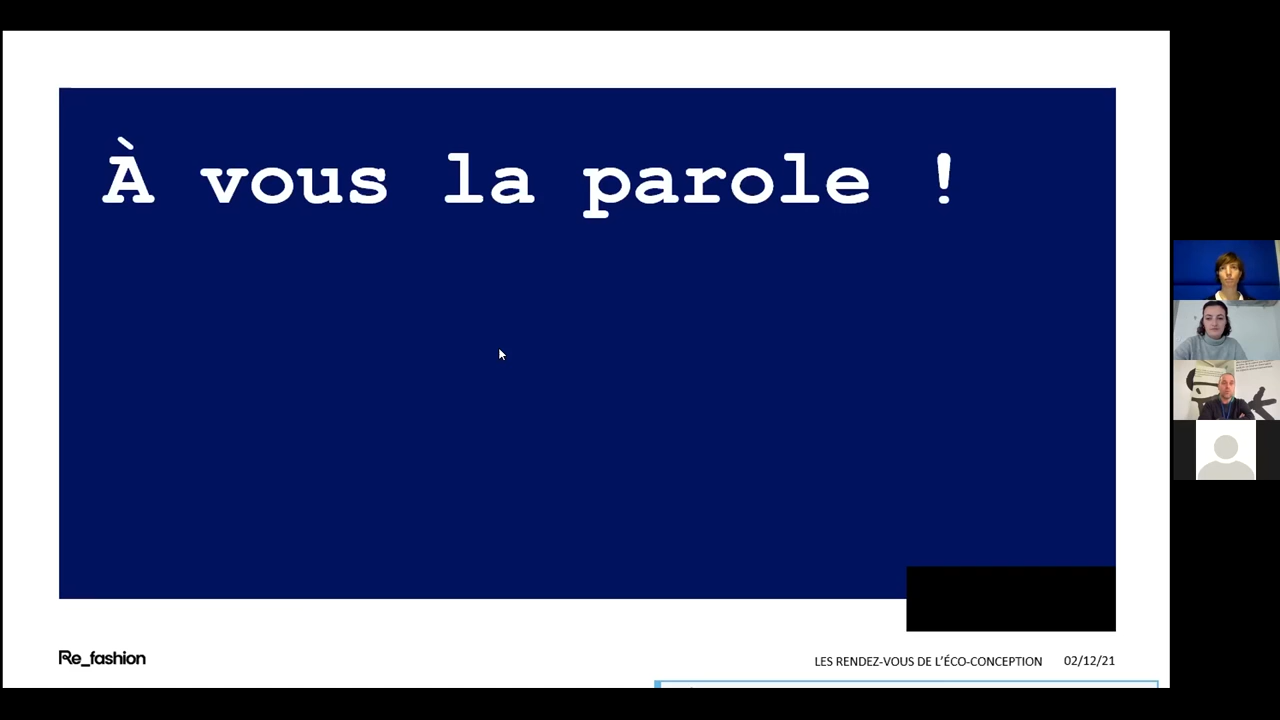 À vous la parole !
Re_fashion
LES RENDEZ-VOUS DE L'ÉCO-CONCEPTION 02/12/21